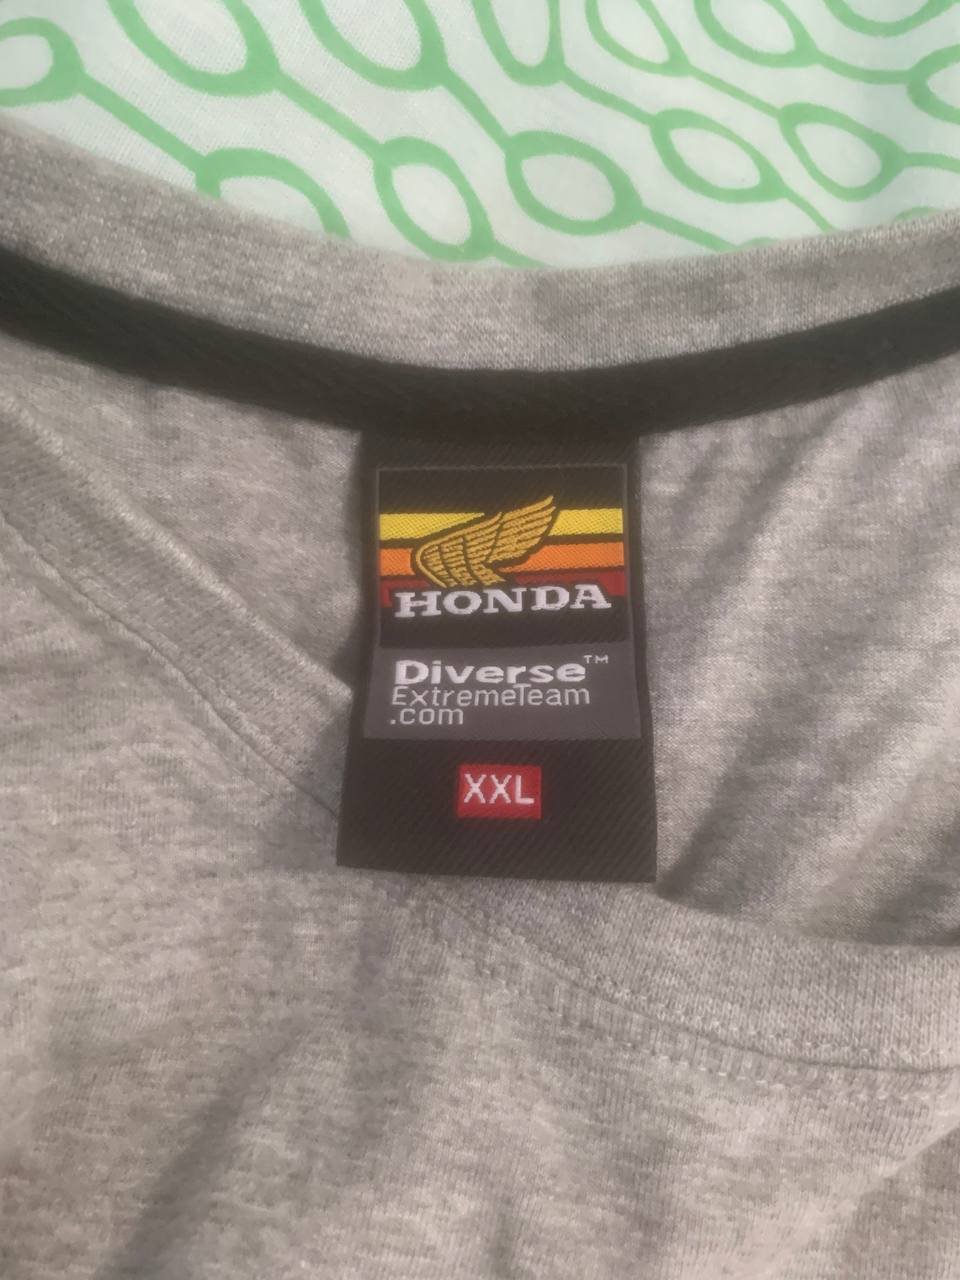 HONDA
Diverse™
ExtremeTeam
.com
XXL